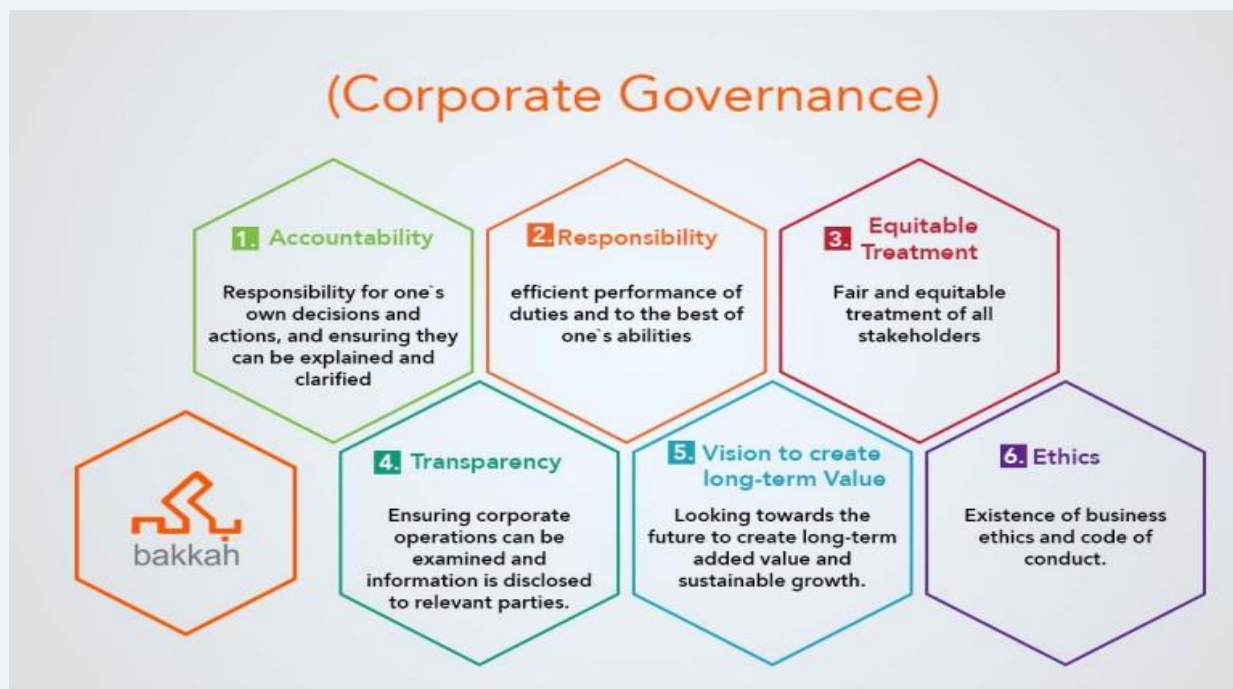 (Corporate Governance)
1. Accountability
Responsibility for one`s
own decisions and
actions, and ensuring they
can be explained and
clarified
2. Responsibility
efficient performance of
duties and to the best of
one`s abilities
3. Equitable
Treatment
Fair and equitable
treatment of all
stakeholders
بكه
bakkah
4. Transparency
Ensuring corporate
operations can be
examined and
information is disclosed
to relevant parties.
5. Vision to create
long-term Value
Looking towards the
future to create long-term
added value and
sustainable growth.
6. Ethics
Existence of business
ethics and code of
conduct.